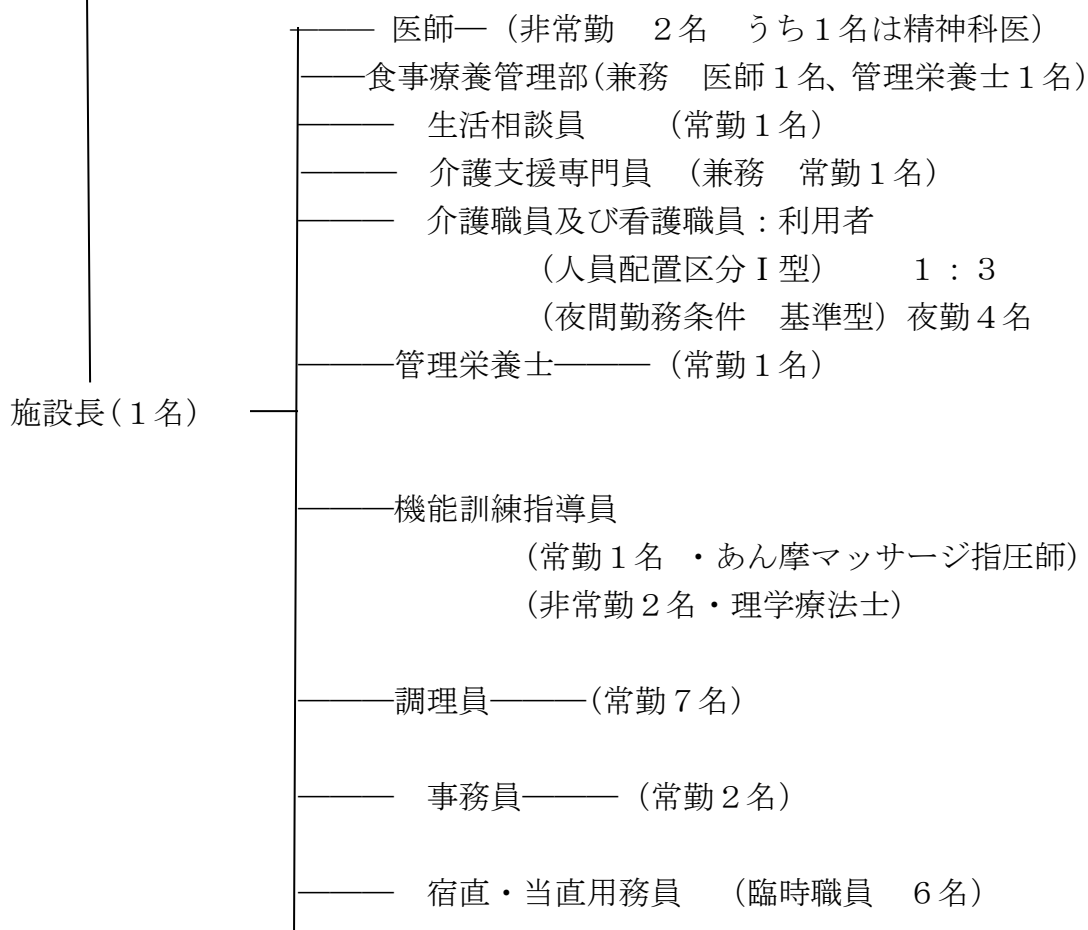 ――― 医師―（非常勤　２名　うち１名は精神科医）
――食事療養管理部(兼務　医師１名、管理栄養士１名)
―――　生活相談員　　（常勤１名）
―――　介護支援専門員　（兼務　常勤１名）
―――　介護職員及び看護職員：利用者
（人員配置区分Ⅰ型）　　１：３
（夜間勤務条件　基準型）夜勤４名
―――管理栄養士―――（常勤１名）
施設長(１名)
―――機能訓練指導員
（常勤１名 ・あん摩マッサージ指圧師）
（非常勤２名・理学療法士）
―――調理員―――(常勤７名)
―――　事務員―――（常勤２名）
―――　宿直・当直用務員　（臨時職員　６名）